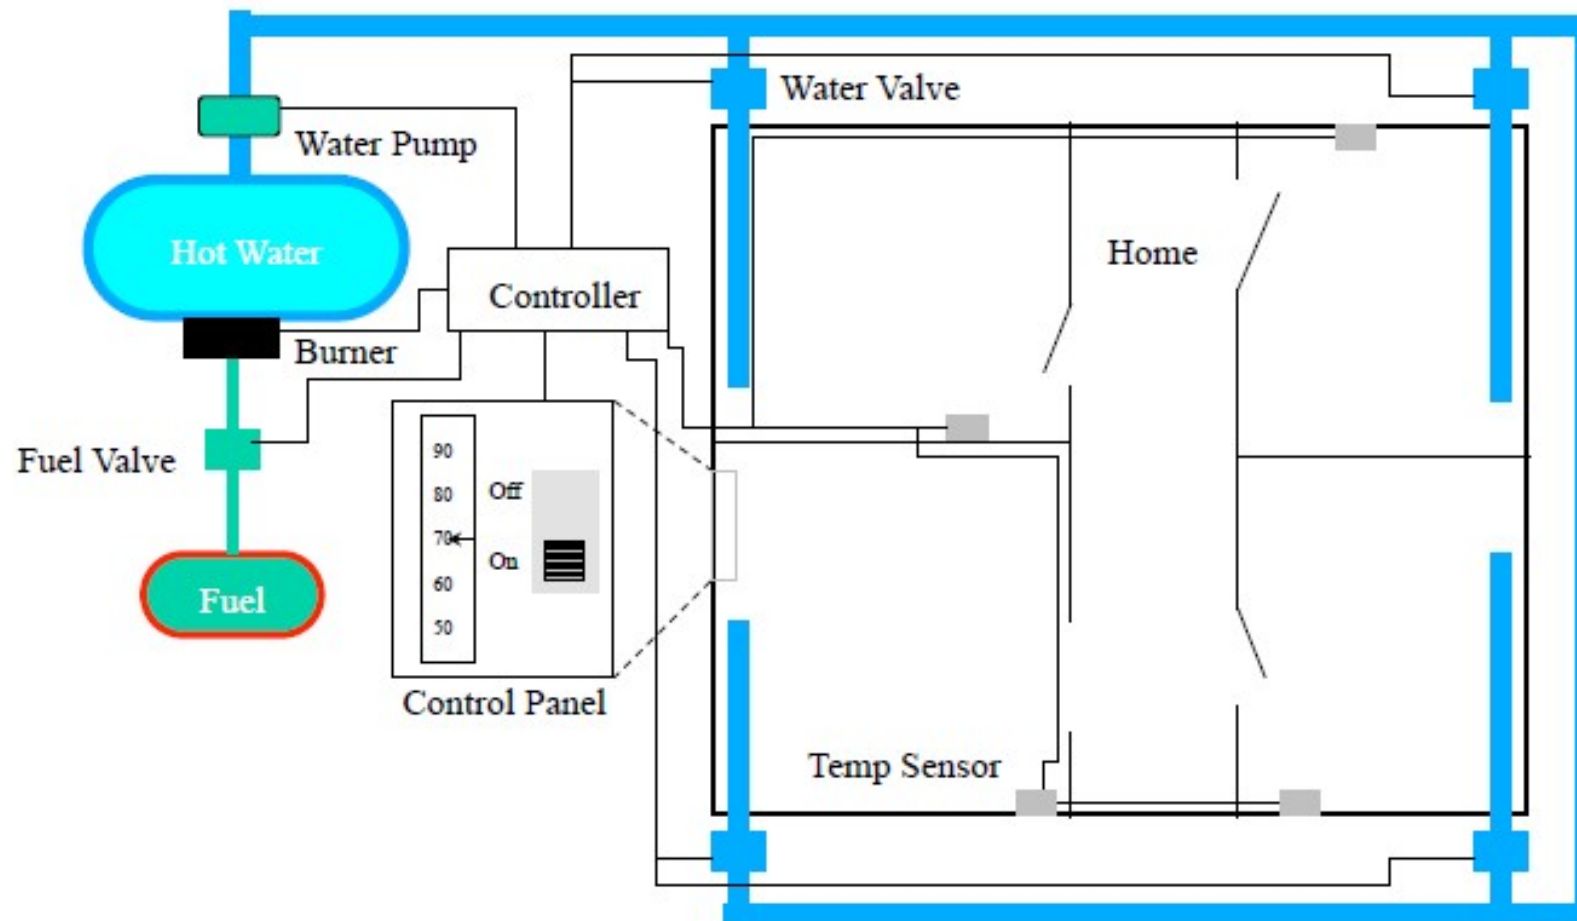 Water Valve
Water Pump
Hot Water
Home
Controller
Burner
Fuel Valve
90
80
Off
70
On
60
Fuel
50
Control Panel
Temp Sensor